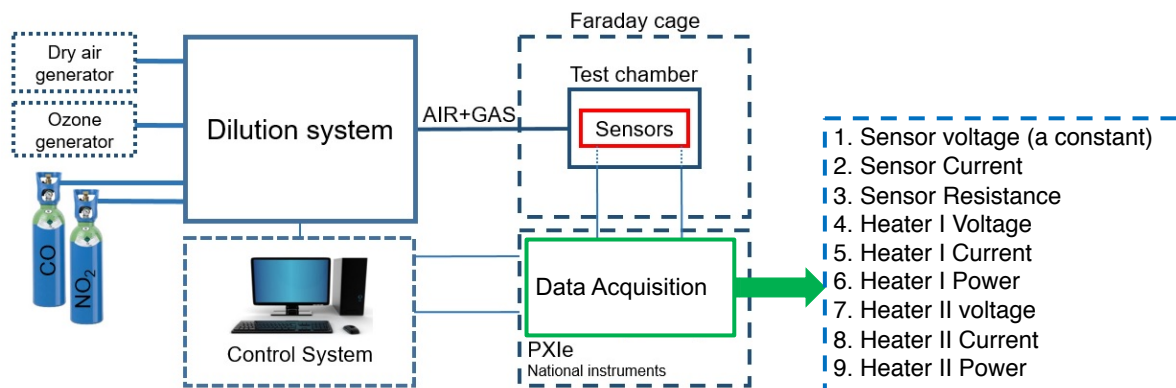 Dry air
generator
Ozone
generator
CO
NO₂
Dilution system
AIR+GAS
Faraday cage
Test chamber
Sensors
Control System
Data Acquisition
PXIe
National instruments
1. Sensor voltage (a constant)
2. Sensor Current
3. Sensor Resistance
4. Heater I Voltage
5. Heater I Current
6. Heater I Power
7. Heater II voltage
8. Heater II Current
9. Heater II Power